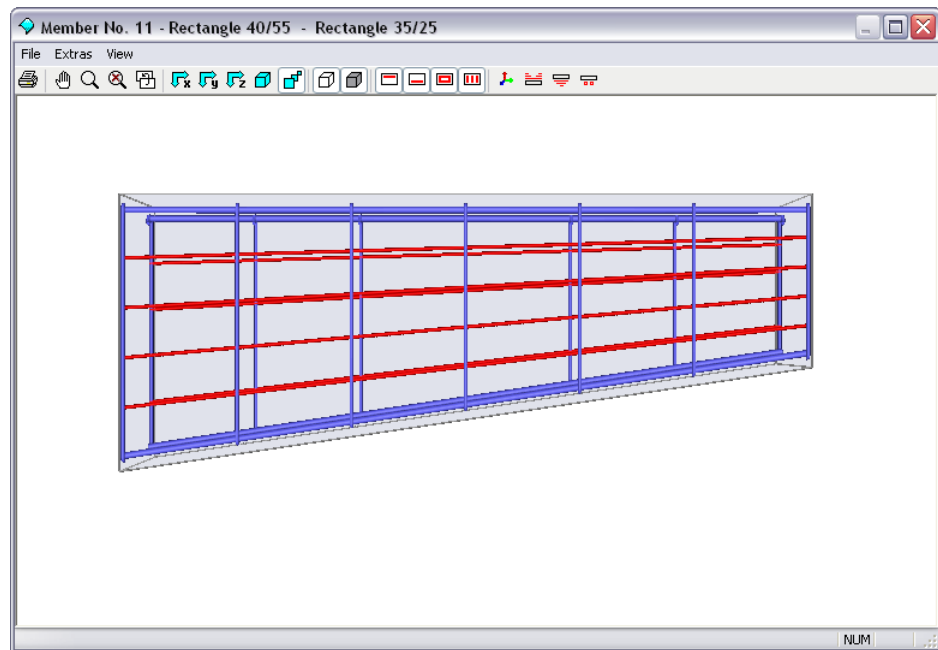 Member No. 11 - Rectangle 40/55 - Rectangle 35/25
File Extras View
x y z
NUM